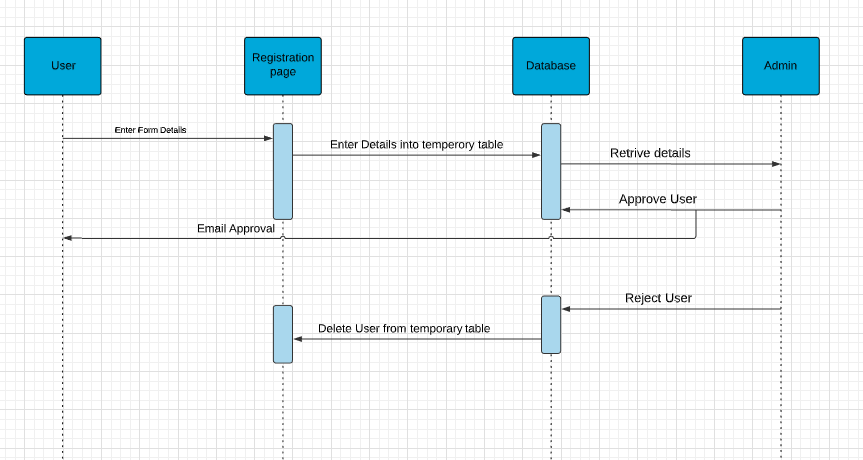 User
Registration
page
Database
Admin
Enter Form Details
Enter Details into temperory table
Retrive details
Approve User
Email Approval
Reject User
Delete User from temporary table